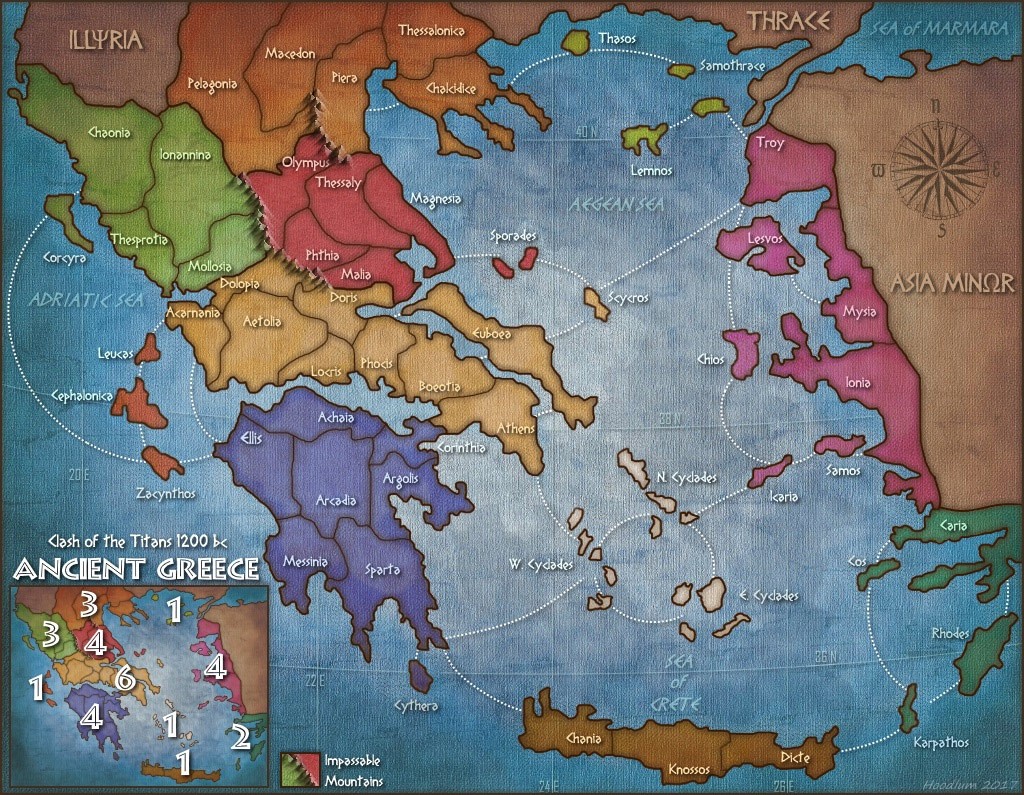 ILLYRIA
THRACE
SEA of MARMARA
Thessalonica
Macedon
Pelagonia
Piera
Chalcidice
Thasos
Samothrace
40 N
Lemnos
Troy
n
ε
S
ϖ
Chaonia
Ionannina
Olympus
Thessaly
Magnesia
AEGEAN SEA
Thesprotia
Corcyra
Mollosia
Phthia
Malia
Sporades
Lesvos
ASIA MINΩR
ADRIATIC SEA
Dolopia
Doris
Scycros
Acarnania
Aetolia
Euboea
Mysia
Leucas
Locris
Phocis
Boeotia
Chios
Ionia
Cephalonica
Achaia
Athens
38 N
Ellis
Corinthia
20 E
Zacynthos
Arcadia
Argolis
N. Cyclades
Icaria
Samos
Clash of the Titans 1200 bc
ANCIENT GREECE
Messinia
Sparta
W. Cyclades
E. Cyclades
Caria
Cos
Rhodes
3
1
3
4
4
1
6
4
1
2
1
22 E
Cythera
SEA
of
CRETE
36 N
Karpathos
Chania
Knossos
Dicte
Impassable
Mountains
24 E
26 E
Hoodlum 2017